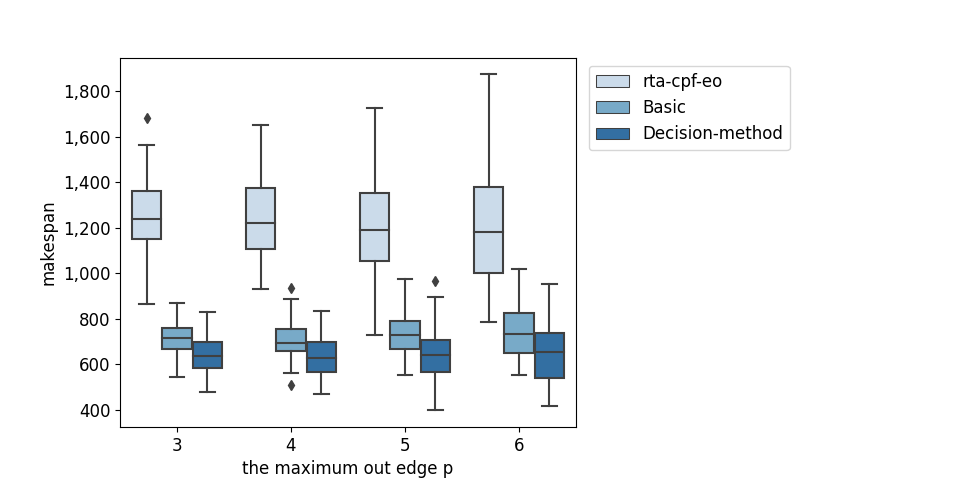 1,800
1,600
1,400
1,200
1,000
800
600
400
makespan
3 4 5 6
the maximum out edge p
rta-cpf-eo
Basic
Decision-method